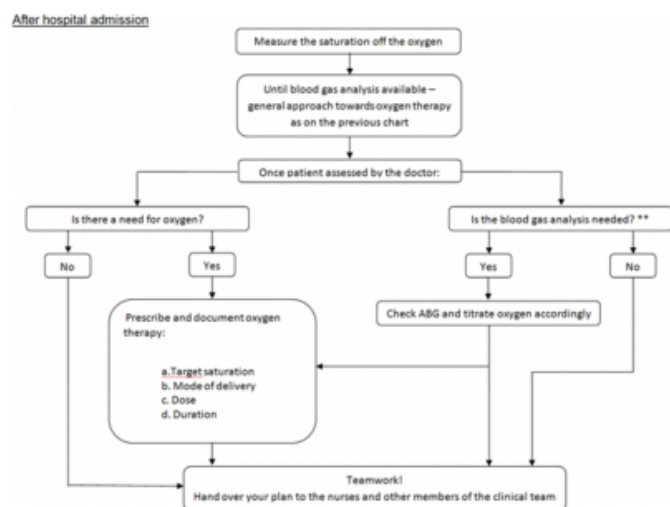 After hospital admission
Measure the saturation off the oxygen
Until blood gas analysis available –
general approach towards oxygen therapy
as on the previous chart
Once patient assessed by the doctor:
Is there a need for oxygen?
Is the blood gas analysis needed? **
No
Yes
Yes
No
Prescribe and document oxygen
therapy:
a.Target saturation
b. Mode of delivery
c. Dose
d. Duration
Check ABG and titrate oxygen accordingly
Teamwork!
Hand over your plan to the nurses and other members of the clinical team